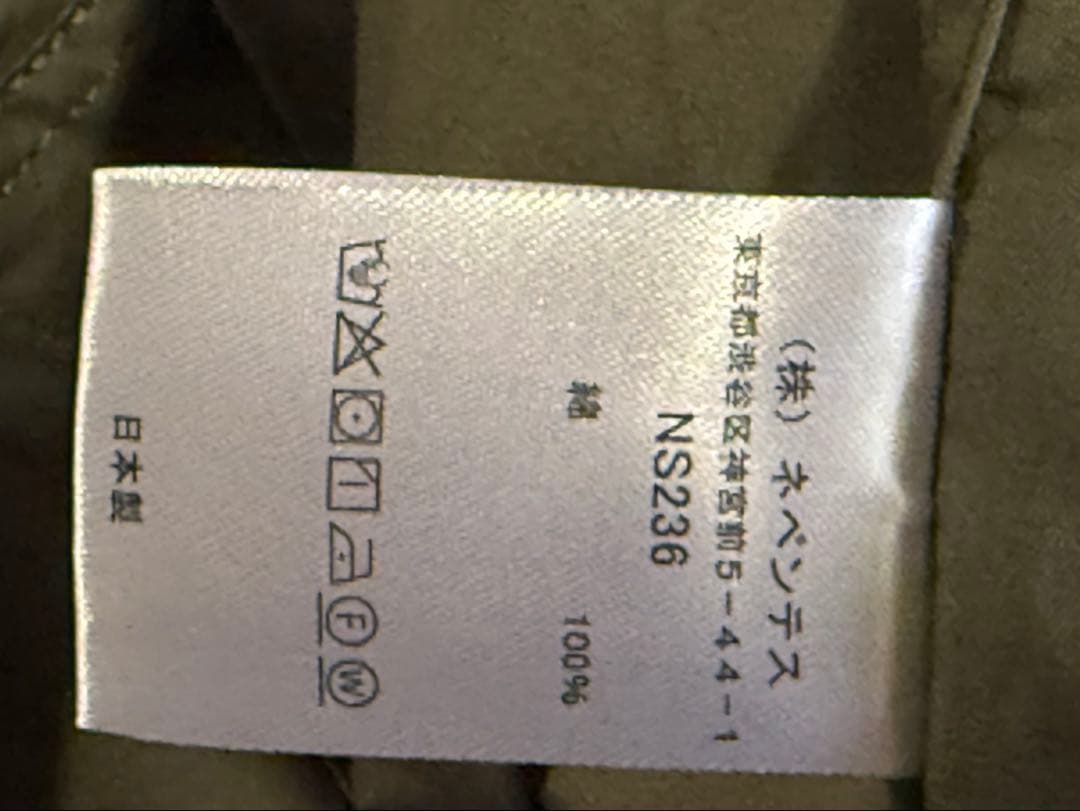 （株）ネペンテス
東京都渋谷区神宮前5-44-1
NS236
綿 100%
F W
日本製